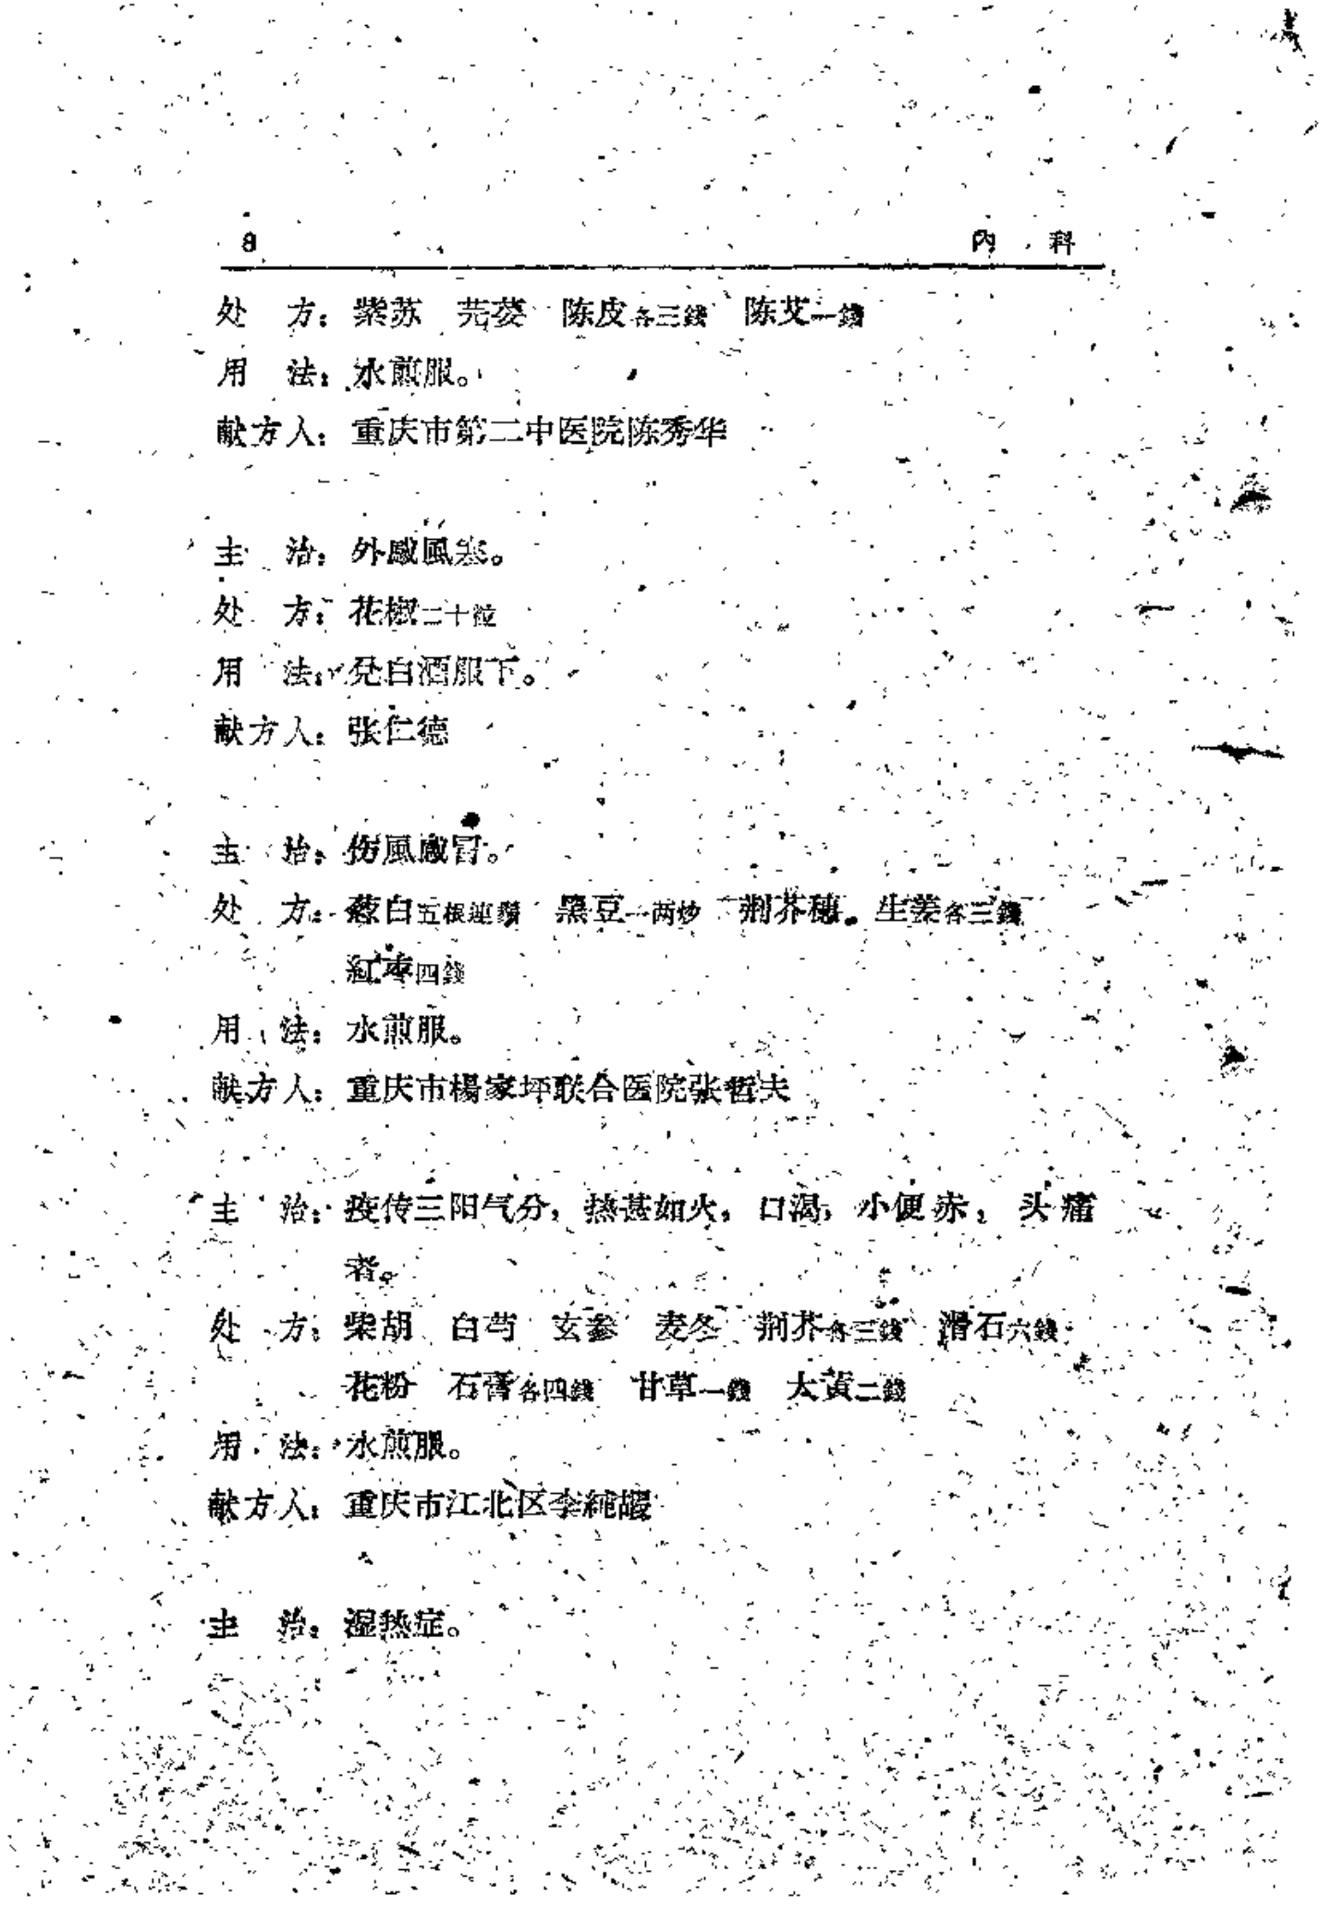 8 内 科
处 方：紫苏 芫荽 陈皮各三錢 陈艾一錢
用 法：水煎服。
献方人：重庆市第二中医院陈秀华
主 治：外感風寒。
处 方：花椒二十粒
用 法：兌白酒服下。
献方人：张仁德
主 治：伤風感冒。
处 方：葱白五根連鬚 黑豆一两炒 荆芥穗 生姜各三錢
紅枣四錢
用 法：水煎服。
献方人：重庆市楊家坪联合医院张哲夫
主 治：疫传三阳气分，热甚如火，口渴，小便赤，头痛
者。
处 方：柴胡 白芍 玄参 麦冬 荆芥各三錢 滑石六錢
花粉 石膏各四錢 甘草一錢 大黃二錢
用 法：水煎服。
献方人：重庆市江北区李純
主 治：湿热症。